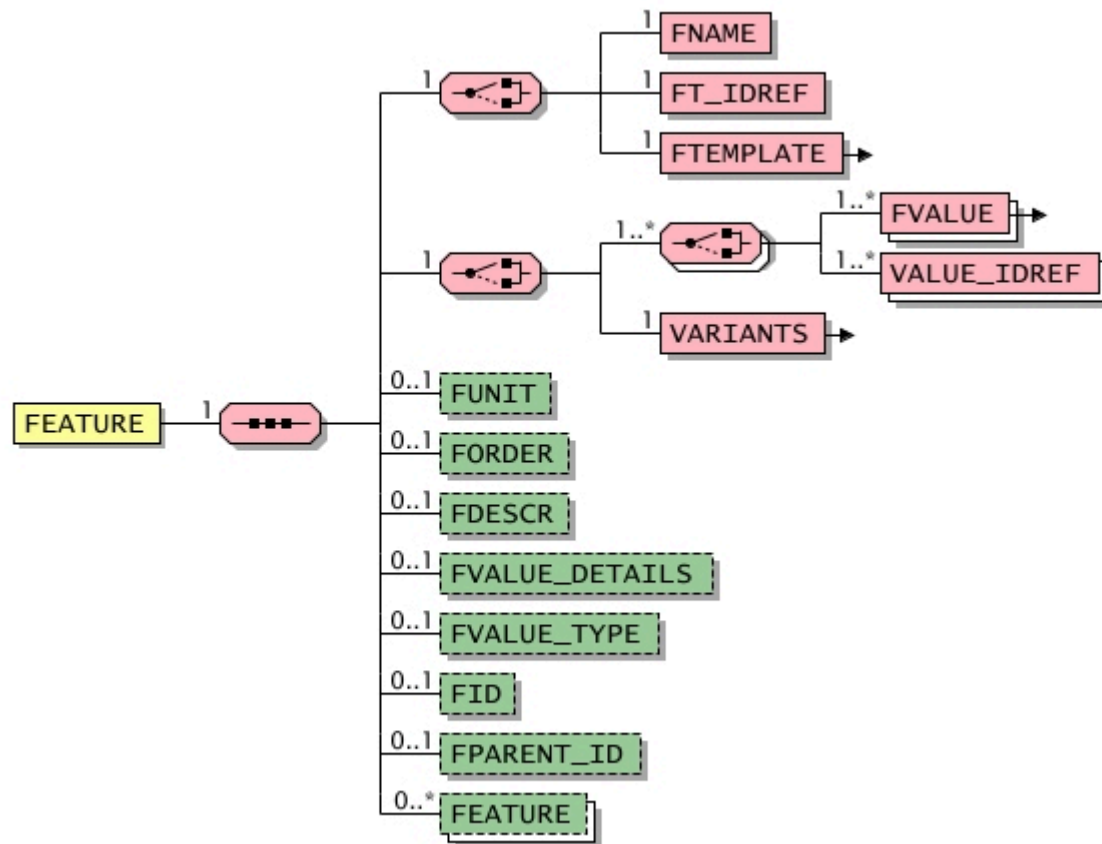 1 FNAME
1 1 FT_IDREF
1 FTEMPLATE
1..* FVALUE
1 1..* 1..* VALUE_IDREF
1 VARIANTS
0..1 FUNIT
FEATURE 1
0..1 FORDER
0..1 FDESCR
0..1 FVALUE_DETAILS
0..1 FVALUE_TYPE
0..1 FID
0..1 FPARENT_ID
0..* FEATURE